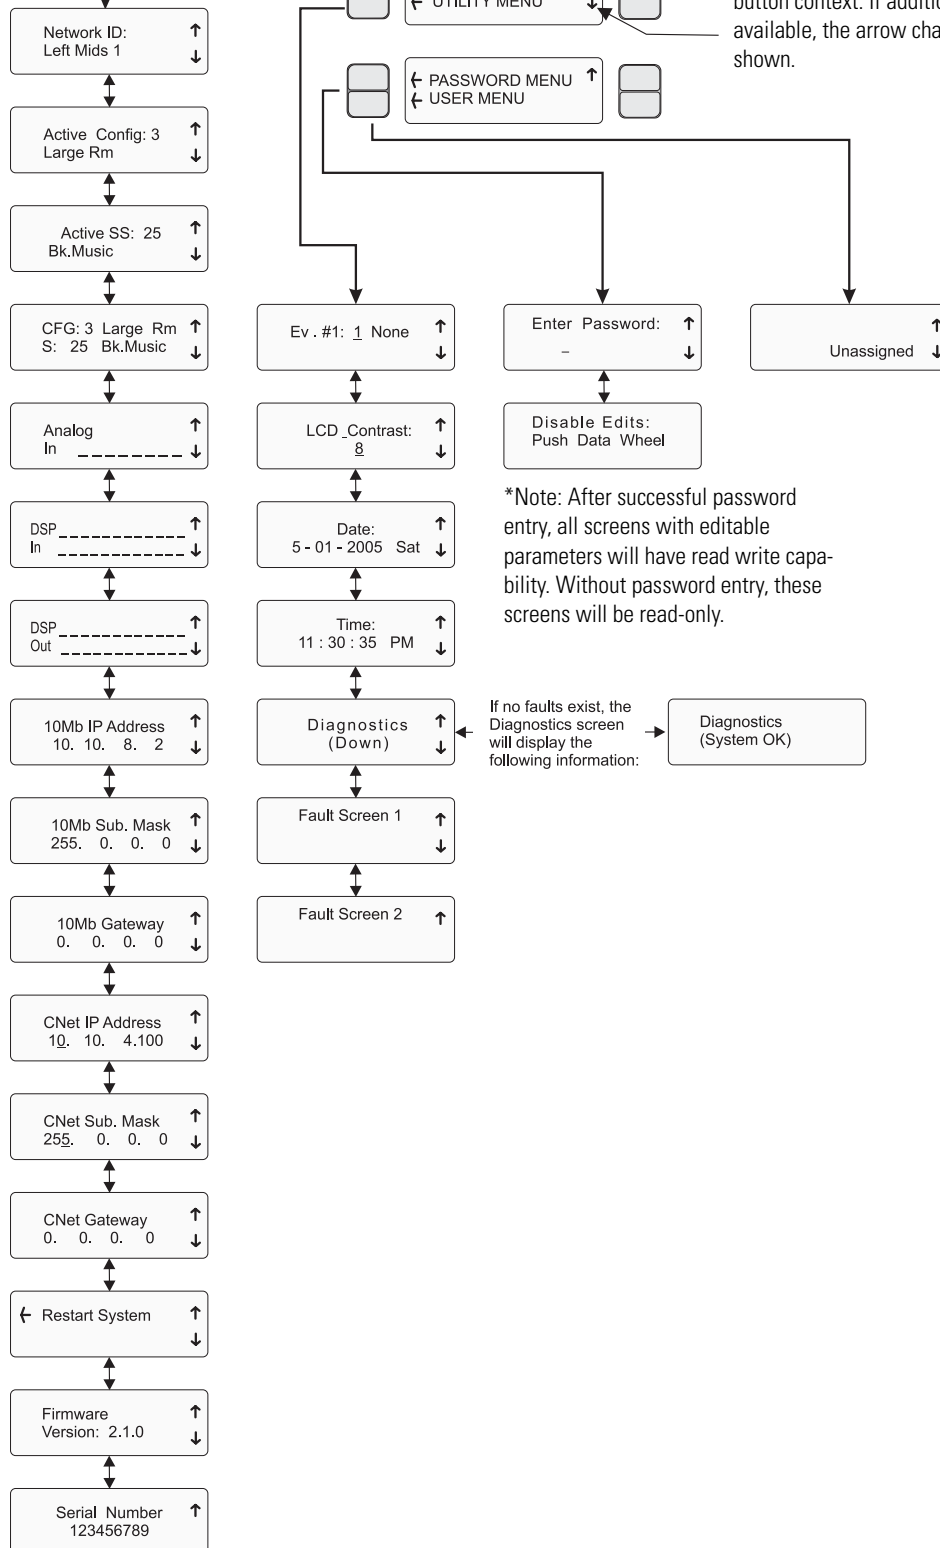 Network ID:
Left Mids 1
Active Config: 3
Large Rm
Active SS: 25
Bk.Music
CFG: 3 Large Rm
S: 25 Bk.Music
Analog
In _ _ _ _ _ _ _ _
DSP _ _ _ _ _ _ _ _ _ _
In _ _ _ _ _ _ _ _ _ _
DSP _ _ _ _ _ _ _ _ _ _
Out _ _ _ _ _ _ _ _ _ _
10Mb IP Address
10. 10. 8. 2
10Mb Sub. Mask
255. 0. 0. 0
10Mb Gateway
0. 0. 0. 0
CNet IP Address
10. 10. 4.100
CNet Sub. Mask
255. 0. 0. 0
CNet Gateway
0. 0. 0. 0
← Restart System
Firmware
Version: 2.1.0
Serial Number
123456789
← UTILITY MENU
← PASSWORD MENU
← USER MENU
button context. If additio
available, the arrow cha
shown.
Ev . #1: 1 None
LCD _Contrast:
8
Date:
5 - 01 - 2005 Sat
Time:
11 : 30 : 35 PM
Diagnostics
(Down)
Fault Screen 1
Fault Screen 2
If no faults exist, the
Diagnostics screen
will display the
following information:
Diagnostics
(System OK)
Enter Password:
–
Disable Edits:
Push Data Wheel
*Note: After successful password
entry, all screens with editable
parameters will have read write capa-
bility. Without password entry, these
screens will be read-only.
Unassigned